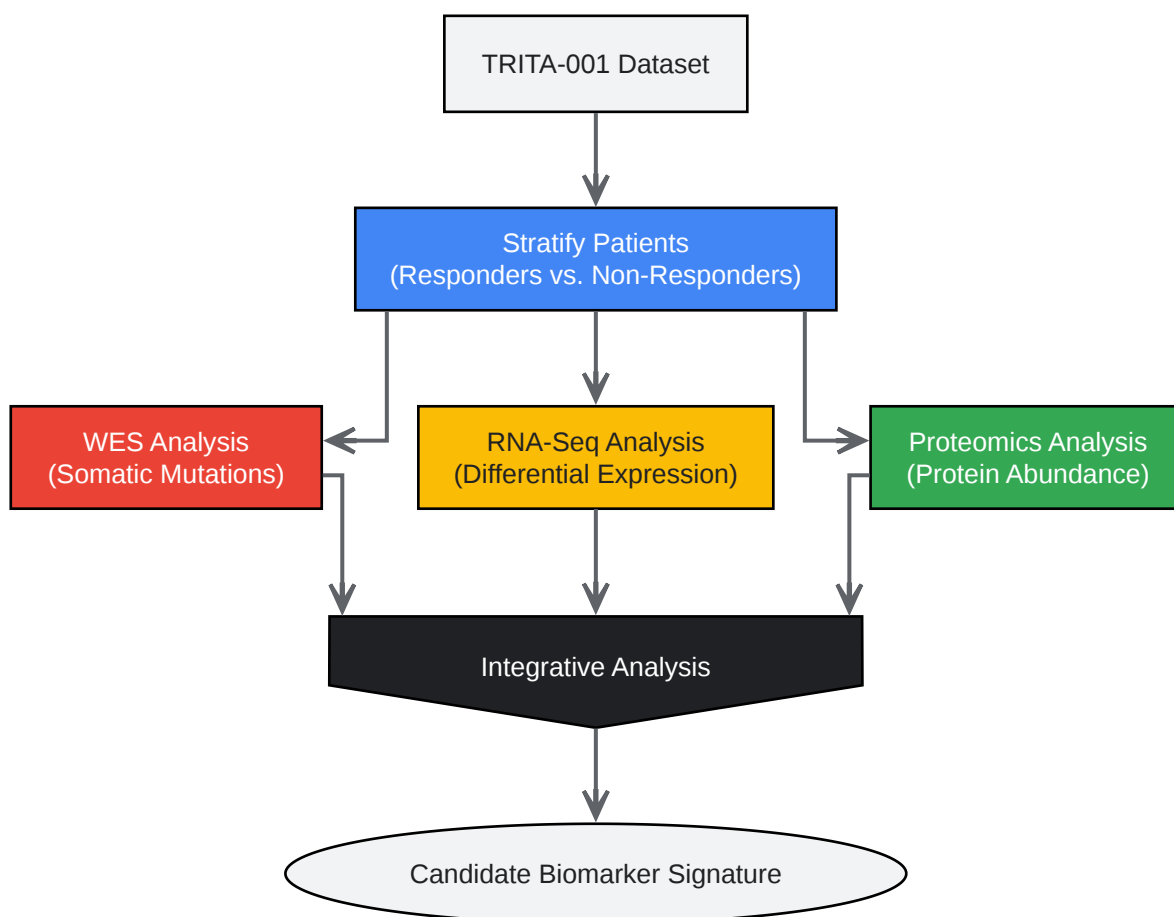 TRITA-001 Dataset
Stratify Patients
(Responders vs. Non-Responders)
WES Analysis
(Somatic Mutations)
RNA-Seq Analysis
(Differential Expression)
Proteomics Analysis
(Protein Abundance)
Integrative Analysis
Candidate Biomarker Signature